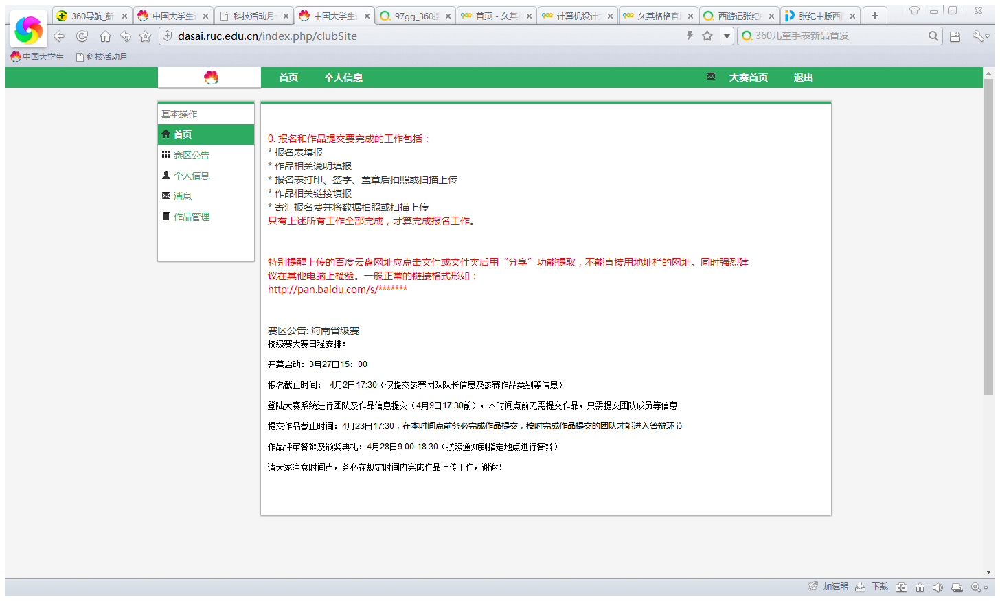 360导航_新
中国大学生
科技活动月
中国大学生
97gg_360搜
首页 - 久其
计算机设计大
久其格格官
西游记张纪中
张纪中版西
dasai.ruc.edu.cn/index.php/clubSite
360儿童手表新品首发
中国大学生
科技活动月
首页
个人信息
大赛首页
退出
基本操作
首页
赛区公告
个人信息
消息
作品管理
0. 报名和作品提交要完成的工作包括：
* 报名表填报
* 作品相关说明填报
* 报名表打印、签字、盖章后拍照或扫描上传
* 作品相关链接填报
* 寄汇报名费并将数据拍照或扫描上传
只有上述所有工作全部完成，才算完成报名工作。
特别提醒上传的百度云盘网址应点击文件或文件夹后用“分享”功能提取，不能直接用地址栏的网址。同时强烈建
议在其他电脑上检验。一般正常的链接格式形如：
http://pan.baidu.com/s/*******
赛区公告: 海南省级赛
校级赛大赛日程安排：
开幕启动：3月27日15：00
报名截止时间： 4月2日17:30（仅提交参赛团队队长信息及参赛作品类别等信息）
登陆大赛系统进行团队及作品信息提交（4月9日17:30前），本时间点前无需提交作品，只需提交团队成员等信息
提交作品截止时间：4月23日17:30，在本时间点前务必完成作品提交，按时完成作品提交的团队才能进入答辩环节
作品评审答辩及颁奖典礼：4月28日9:00-18:30（按照通知到指定地点进行答辩）
请大家注意时间点，务必在规定时间内完成作品上传工作，谢谢！
加速器
下载